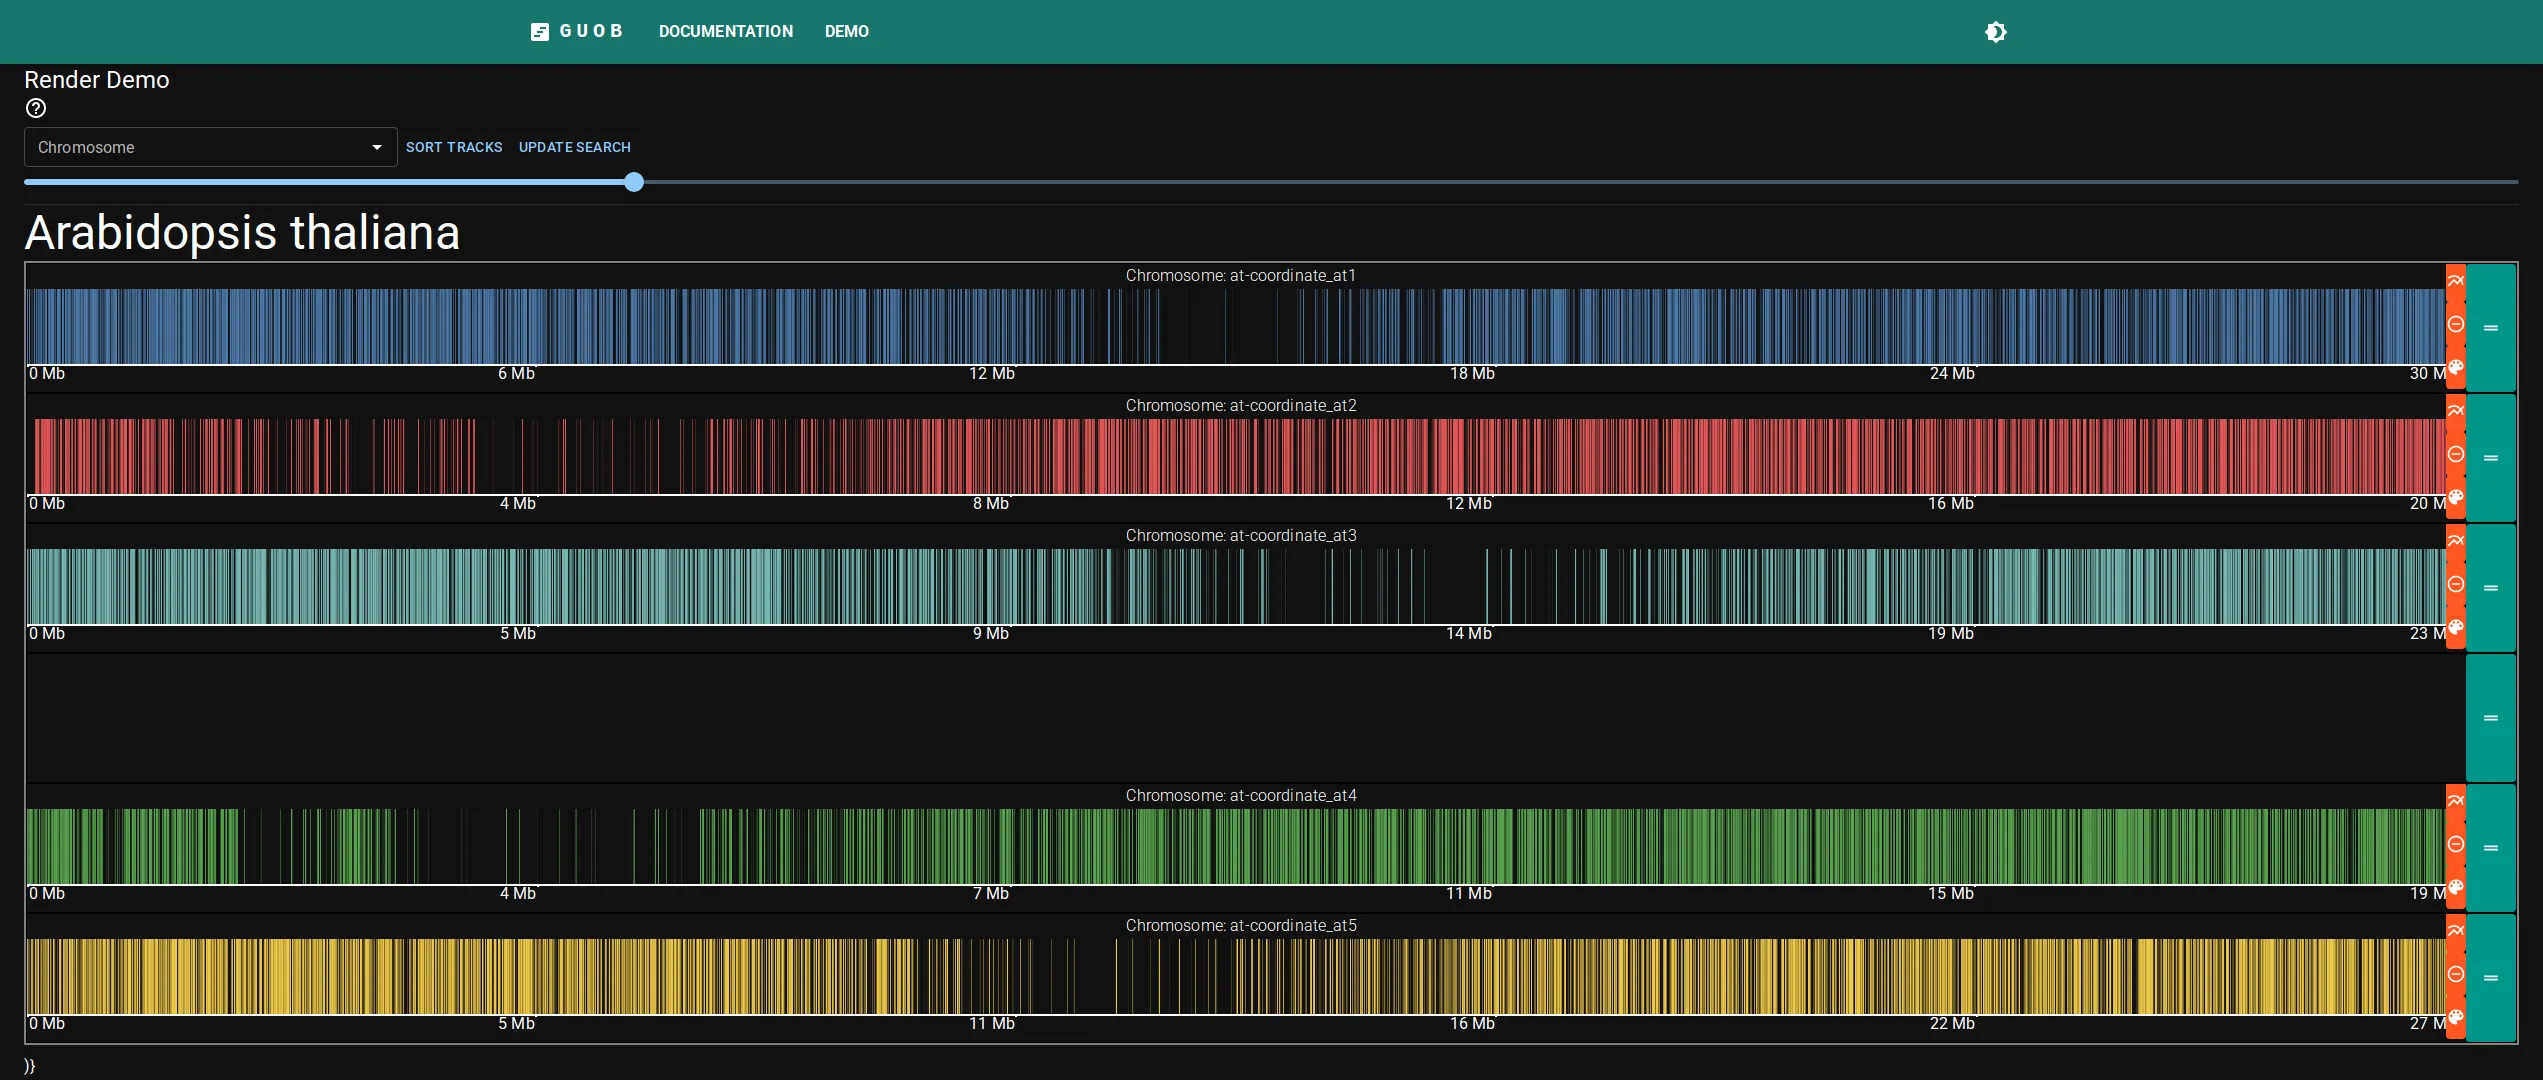 GUOB DOCUMENTATION DEMO
Render Demo
Chromosome SORT TRACKS UPDATE SEARCH
Arabidopsis thaliana
Chromosome: at-coordinate_at1
0 Mb 6 Mb 12 Mb 18 Mb 24 Mb 30 M
Chromosome: at-coordinate_at2
0 Mb 4 Mb 8 Mb 12 Mb 16 Mb 20 M
Chromosome: at-coordinate_at3
0 Mb 5 Mb 9 Mb 14 Mb 19 Mb 23 M
Chromosome: at-coordinate_at4
0 Mb 4 Mb 7 Mb 11 Mb 15 Mb 19 M
Chromosome: at-coordinate_at5
0 Mb 5 Mb 11 Mb 16 Mb 22 Mb 27 M
)}